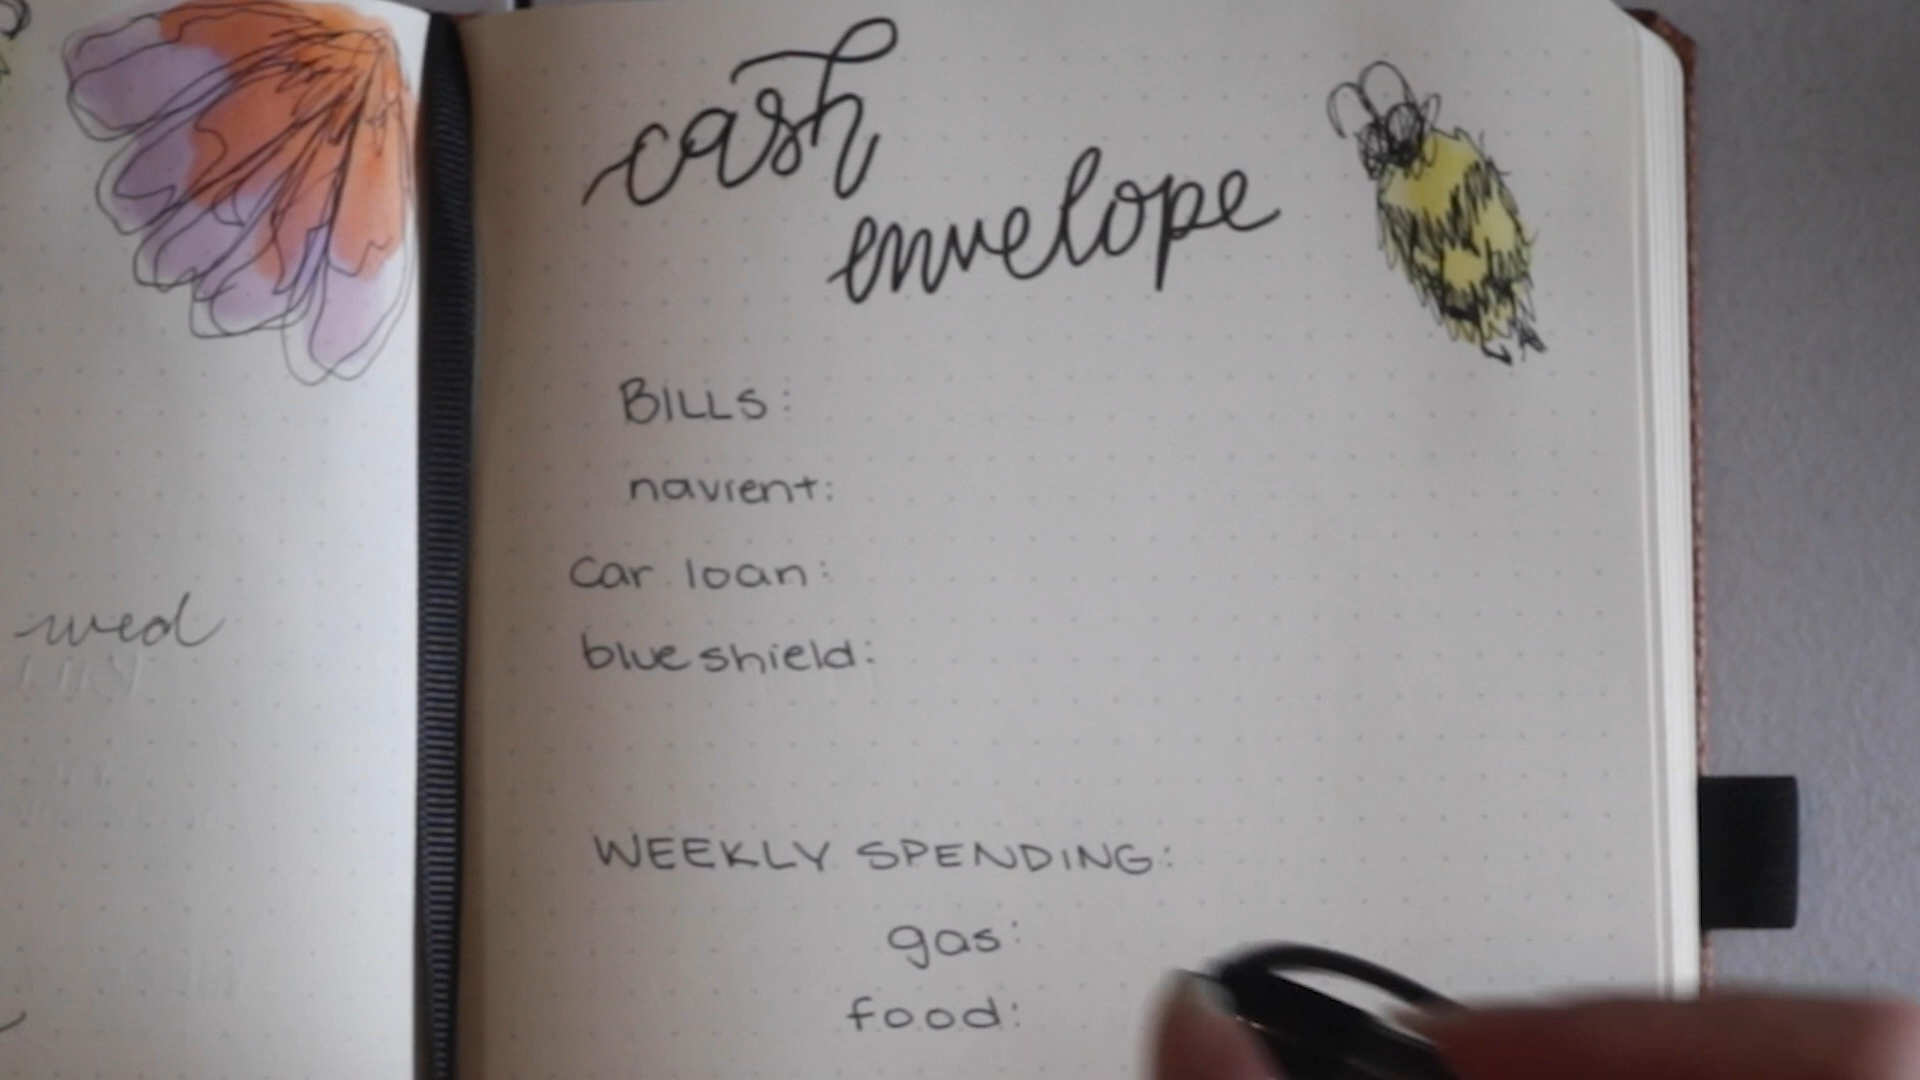 wed
cash
envelope
BILLS:
navient:
car loan:
blue shield:
WEEKLY SPENDING:
gas:
food: